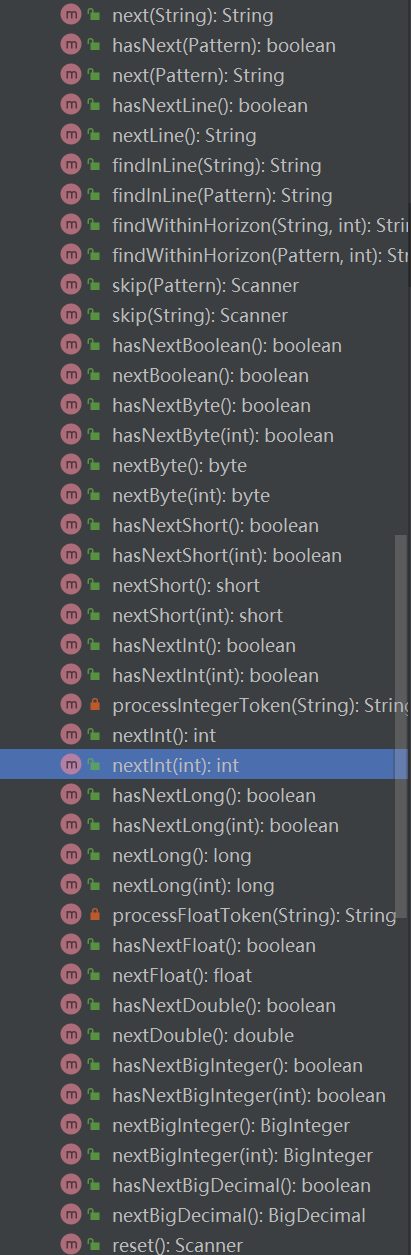 next(String): String
hasNext(Pattern): boolean
next(Pattern): String
hasNextLine(): boolean
nextLine(): String
findInLine(String): String
findInLine(Pattern): String
findWithinHorizon(String, int): Stri
findWithinHorizon(Pattern, int): St
skip(Pattern): Scanner
skip(String): Scanner
hasNextBoolean(): boolean
nextBoolean(): boolean
hasNextByte(): boolean
hasNextByte(int): boolean
nextByte(): byte
nextByte(int): byte
hasNextShort(): boolean
hasNextShort(int): boolean
nextShort(): short
nextShort(int): short
hasNextInt(): boolean
hasNextInt(int): boolean
processIntegerToken(String): String
nextInt(): int
nextInt(int): int
hasNextLong(): boolean
hasNextLong(int): boolean
nextLong(): long
nextLong(int): long
processFloatToken(String): String
hasNextFloat(): boolean
nextFloat(): float
hasNextDouble(): boolean
nextDouble(): double
hasNextBigInteger(): boolean
hasNextBigInteger(int): boolean
nextBigInteger(): BigInteger
nextBigInteger(int): BigInteger
hasNextBigDecimal(): boolean
nextBigDecimal(): BigDecimal
reset(): Scanner